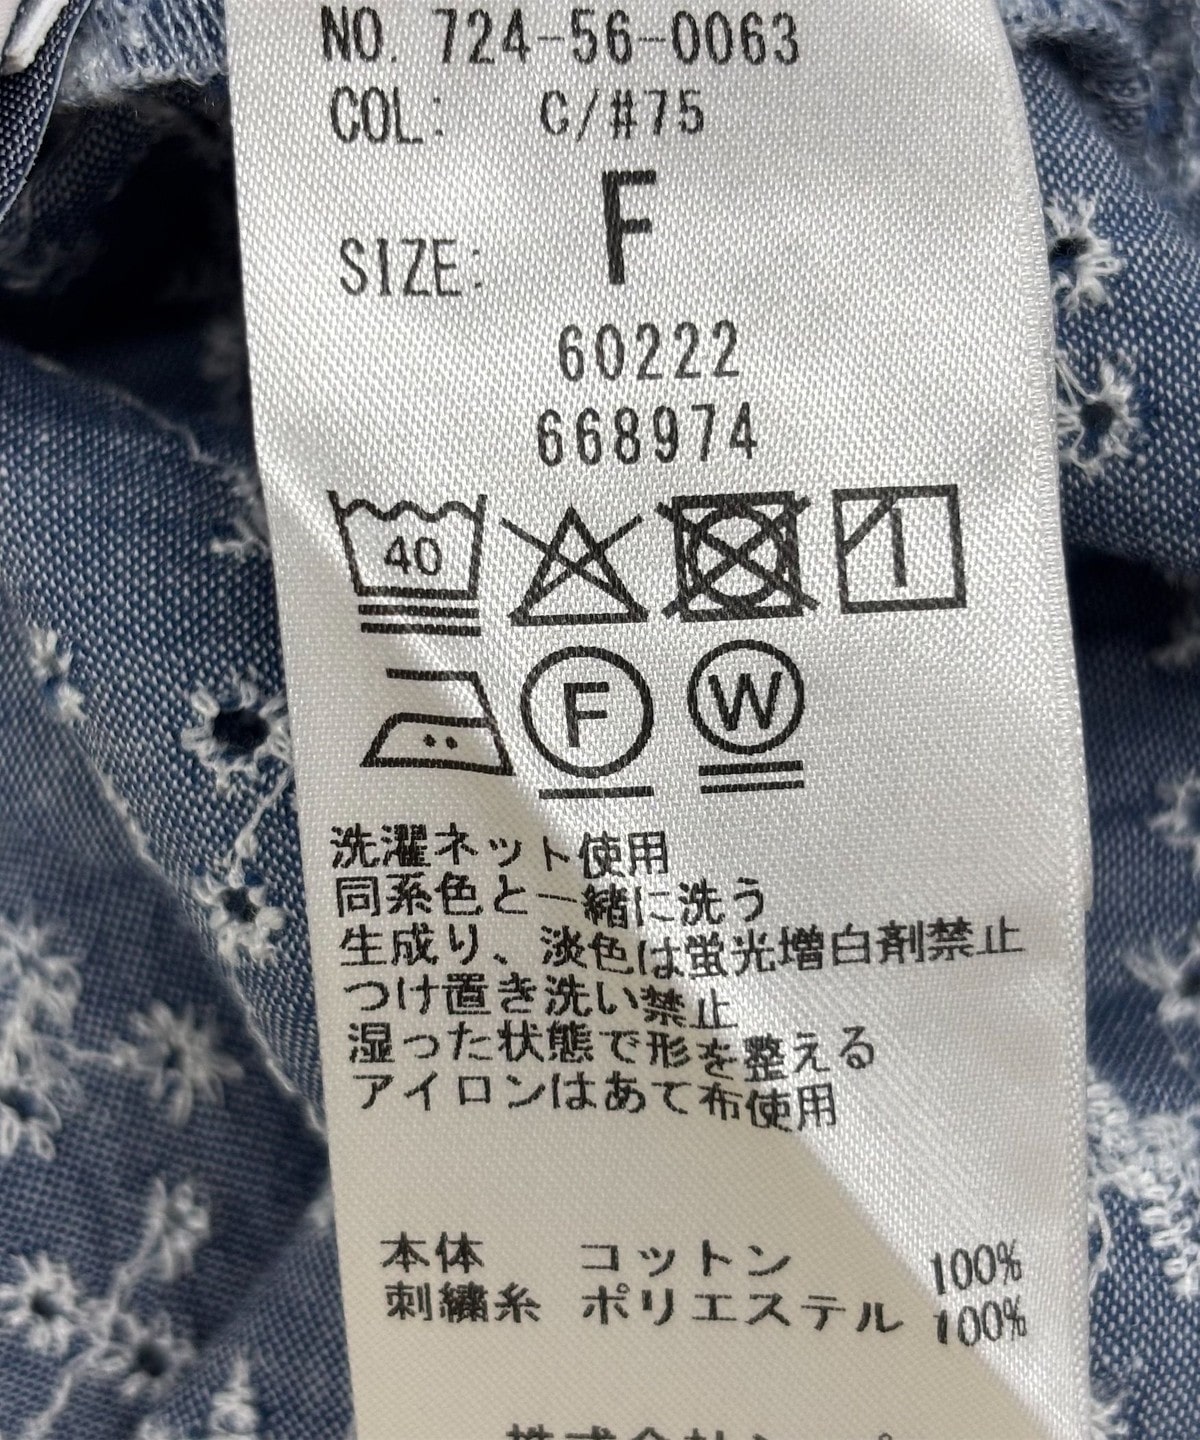 NO. 724-56-0063
COL: C/#75
SIZE: F
60222
668974
40
F W
洗濯ネット使用
同系色と一緒に洗う
生成り、淡色は蛍光増白剤禁止
つけ置き洗い禁止
湿った状態で形を整える
アイロンはあて布使用
本体 コットン 100%
刺繍糸 ポリエステル 100%
株式会社